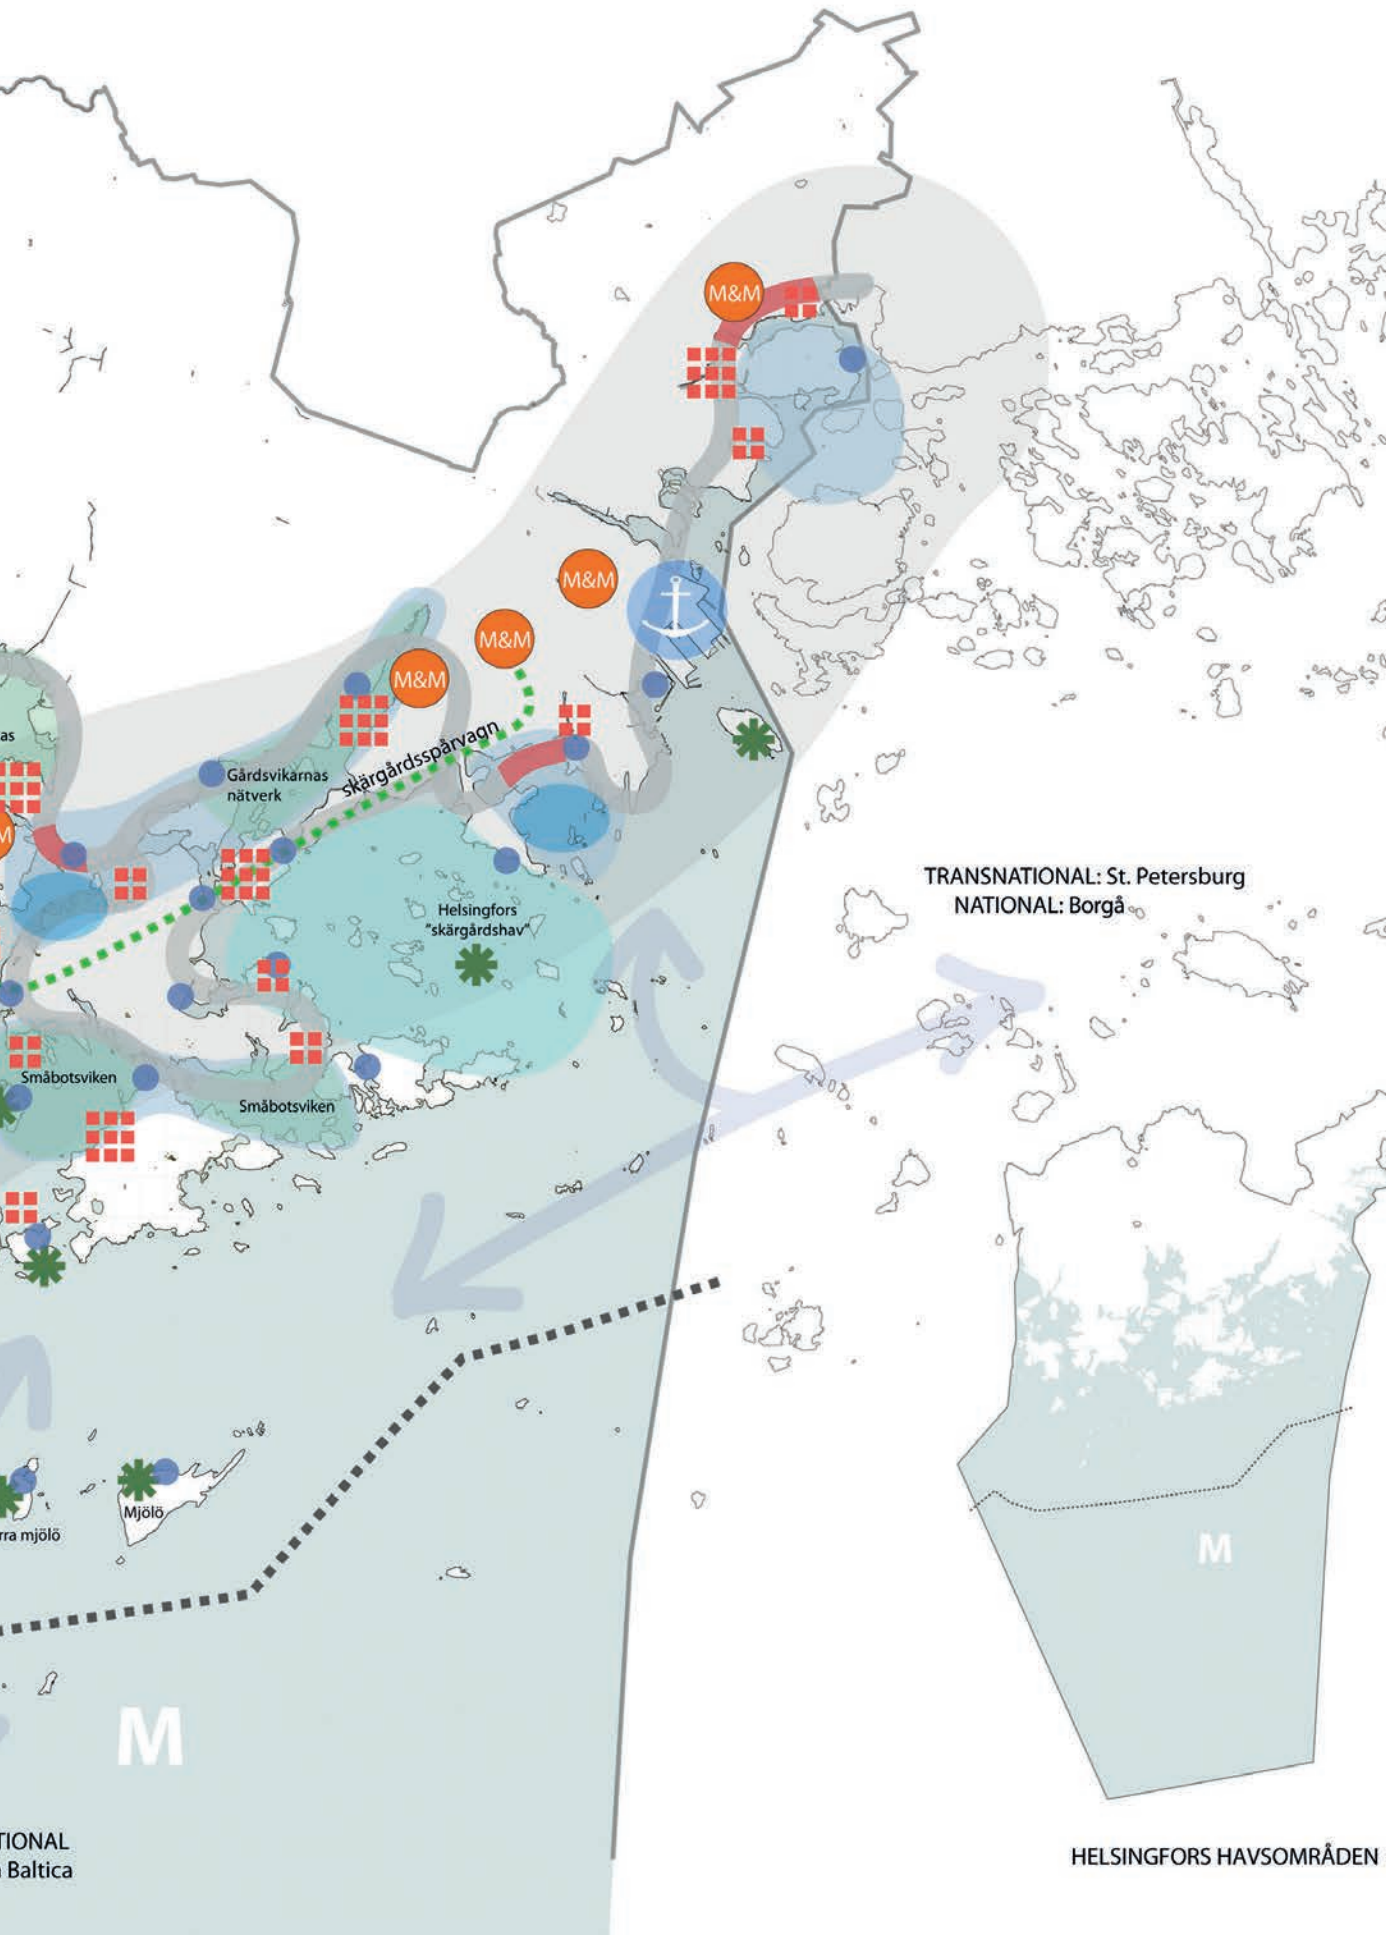 M&M
M&M
M&M
M&M
as
M
skärgårdsspårvagn
Gårdsvikarnas
nätverk
TRANSNATIONAL: St. Petersburg
NATIONAL: Borgå
Helsingfors
"skärgårdshav"
Småbotsviken
Småbotsviken
Mjölö
rra mjölö
M
M
TIONAL
Baltica
HELSINGFORS HAVSOMRÅDEN